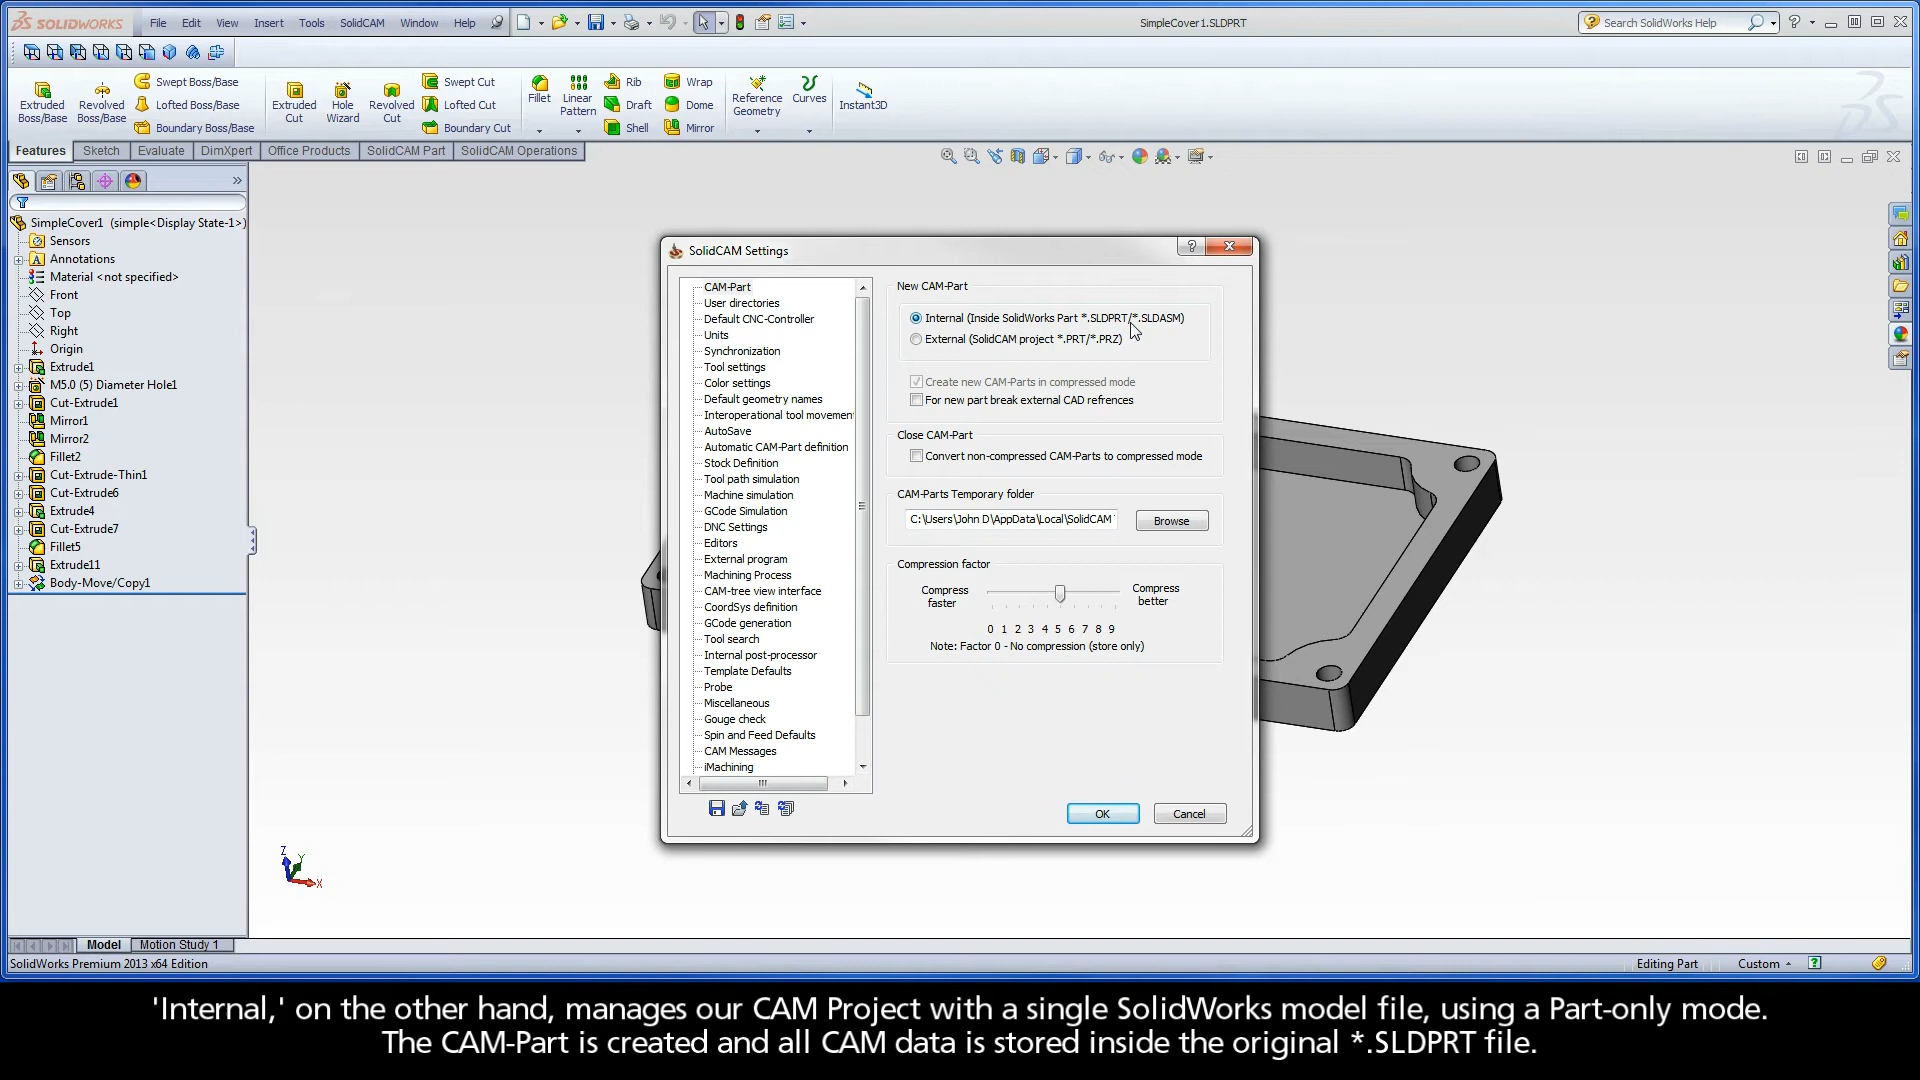 SOLIDWORKS File Edit View Insert Tools SolidCAM Window Help
SimpleCover1.SLDPRT
Search SolidWorks Help
Extruded Boss/Base
Revolved Boss/Base
Swept Boss/Base
Lofted Boss/Base
Boundary Boss/Base
Extruded Cut
Hole Wizard
Revolved Cut
Swept Cut
Lofted Cut
Boundary Cut
Fillet
Linear Pattern
Rib
Draft
Shell
Wrap
Dome
Mirror
Reference Geometry
Curves
Instant3D
Features Sketch Evaluate DimXpert Office Products SolidCAM Part SolidCAM Operations
SimpleCover1 (simple<Display State-1>)
Sensors
Annotations
Material <not specified>
Front
Top
Right
Origin
Extrude1
M5.0 (5) Diameter Hole1
Cut-Extrude1
Mirror1
Mirror2
Fillet2
Cut-Extrude-Thin1
Cut-Extrude6
Extrude4
Cut-Extrude7
Fillet5
Extrude11
Body-Move/Copy1
SolidCAM Settings
CAM-Part
User directories
Default CNC-Controller
Units
Synchronization
Tool settings
Color settings
Default geometry names
Interoperational tool movemen
AutoSave
Automatic CAM-Part definition
Stock Definition
Tool path simulation
Machine simulation
GCode Simulation
DNC Settings
Editors
External program
Machining Process
CAM-tree view interface
CoordSys definition
GCode generation
Tool search
Internal post-processor
Template Defaults
Probe
Miscellaneous
Gouge check
Spin and Feed Defaults
CAM Messages
iMachining
New CAM-Part
Internal (Inside SolidWorks Part *.SLDPRT/*.SLDASM)
External (SolidCAM project *.PRT/*.PRZ)
Create new CAM-Parts in compressed mode
For new part break external CAD refrences
Close CAM-Part
Convert non-compressed CAM-Parts to compressed mode
CAM-Parts Temporary folder
C:\Users\John D\AppData\Local\SolidCAM
Browse
Compression factor
Compress faster
Compress better
0 1 2 3 4 5 6 7 8 9
Note: Factor 0 - No compression (store only)
OK Cancel
Z
Y
X
Model Motion Study 1
SolidWorks Premium 2013 x64 Edition
Editing Part
Custom
'Internal,' on the other hand, manages our CAM Project with a single SolidWorks model file, using a Part-only mode.
The CAM-Part is created and all CAM data is stored inside the original *.SLDPRT file.